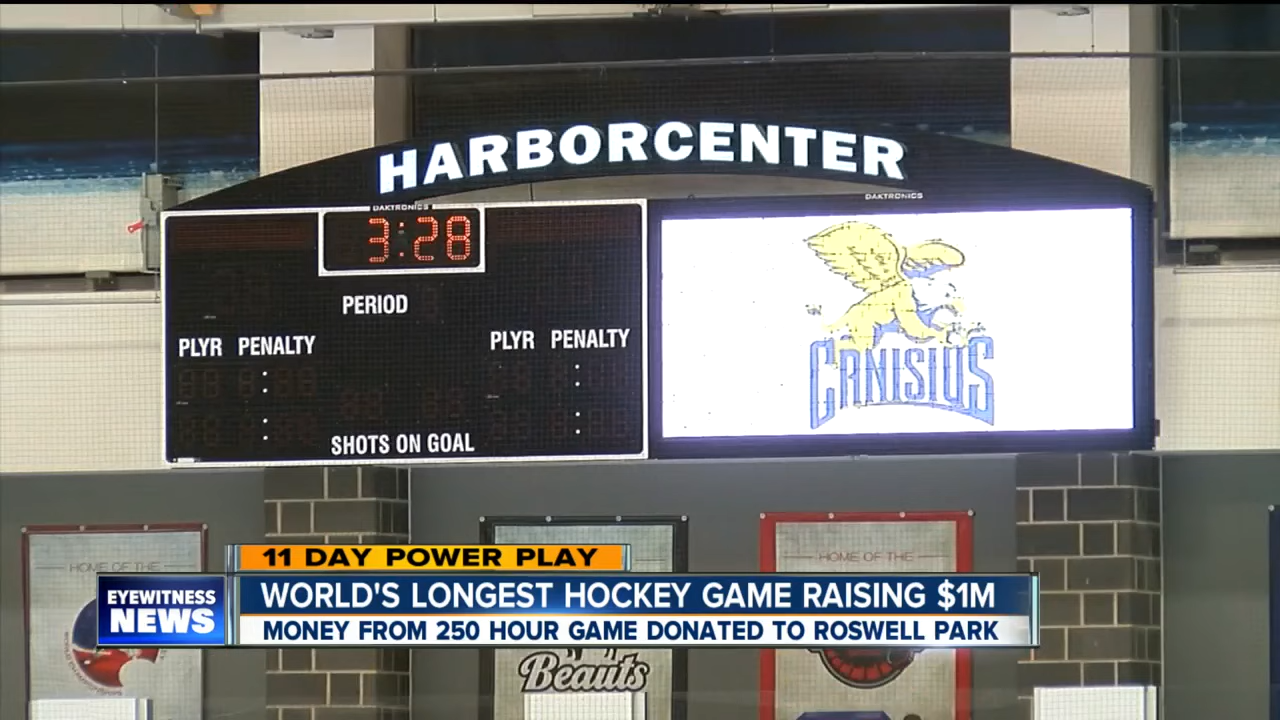 HARBORCENTER
DAKTRONICS
DAKTRONICS
3:28
PERIOD
PLYR PENALTY
PLYR PENALTY
SHOTS ON GOAL
CANISIUS
HOME OF THE
HOME OF THE
Beauts
11 DAY POWER PLAY
EYEWITNESS
NEWS
WORLD'S LONGEST HOCKEY GAME RAISING $1M
MONEY FROM 250 HOUR GAME DONATED TO ROSWELL PARK